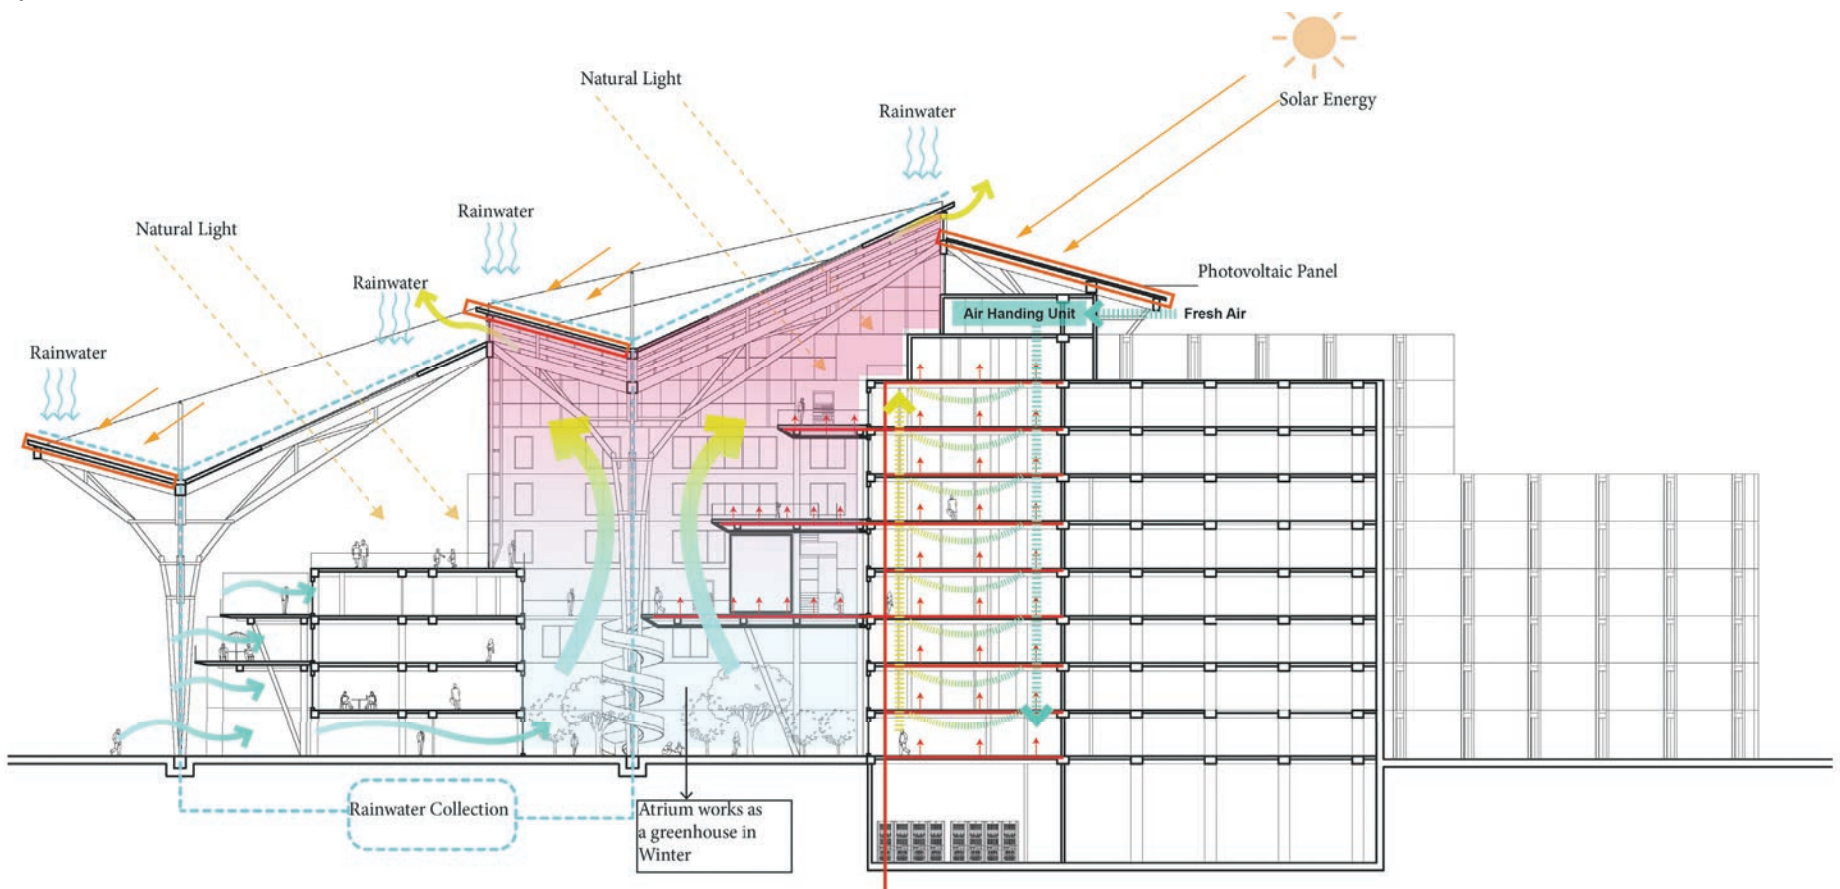 Natural Light
Solar Energy
Rainwater
Rainwater
Natural Light
Rainwater
Photovoltaic Panel
Air Handing Unit
Fresh Air
Rainwater
Rainwater Collection
Atrium works as
a greenhouse in
Winter